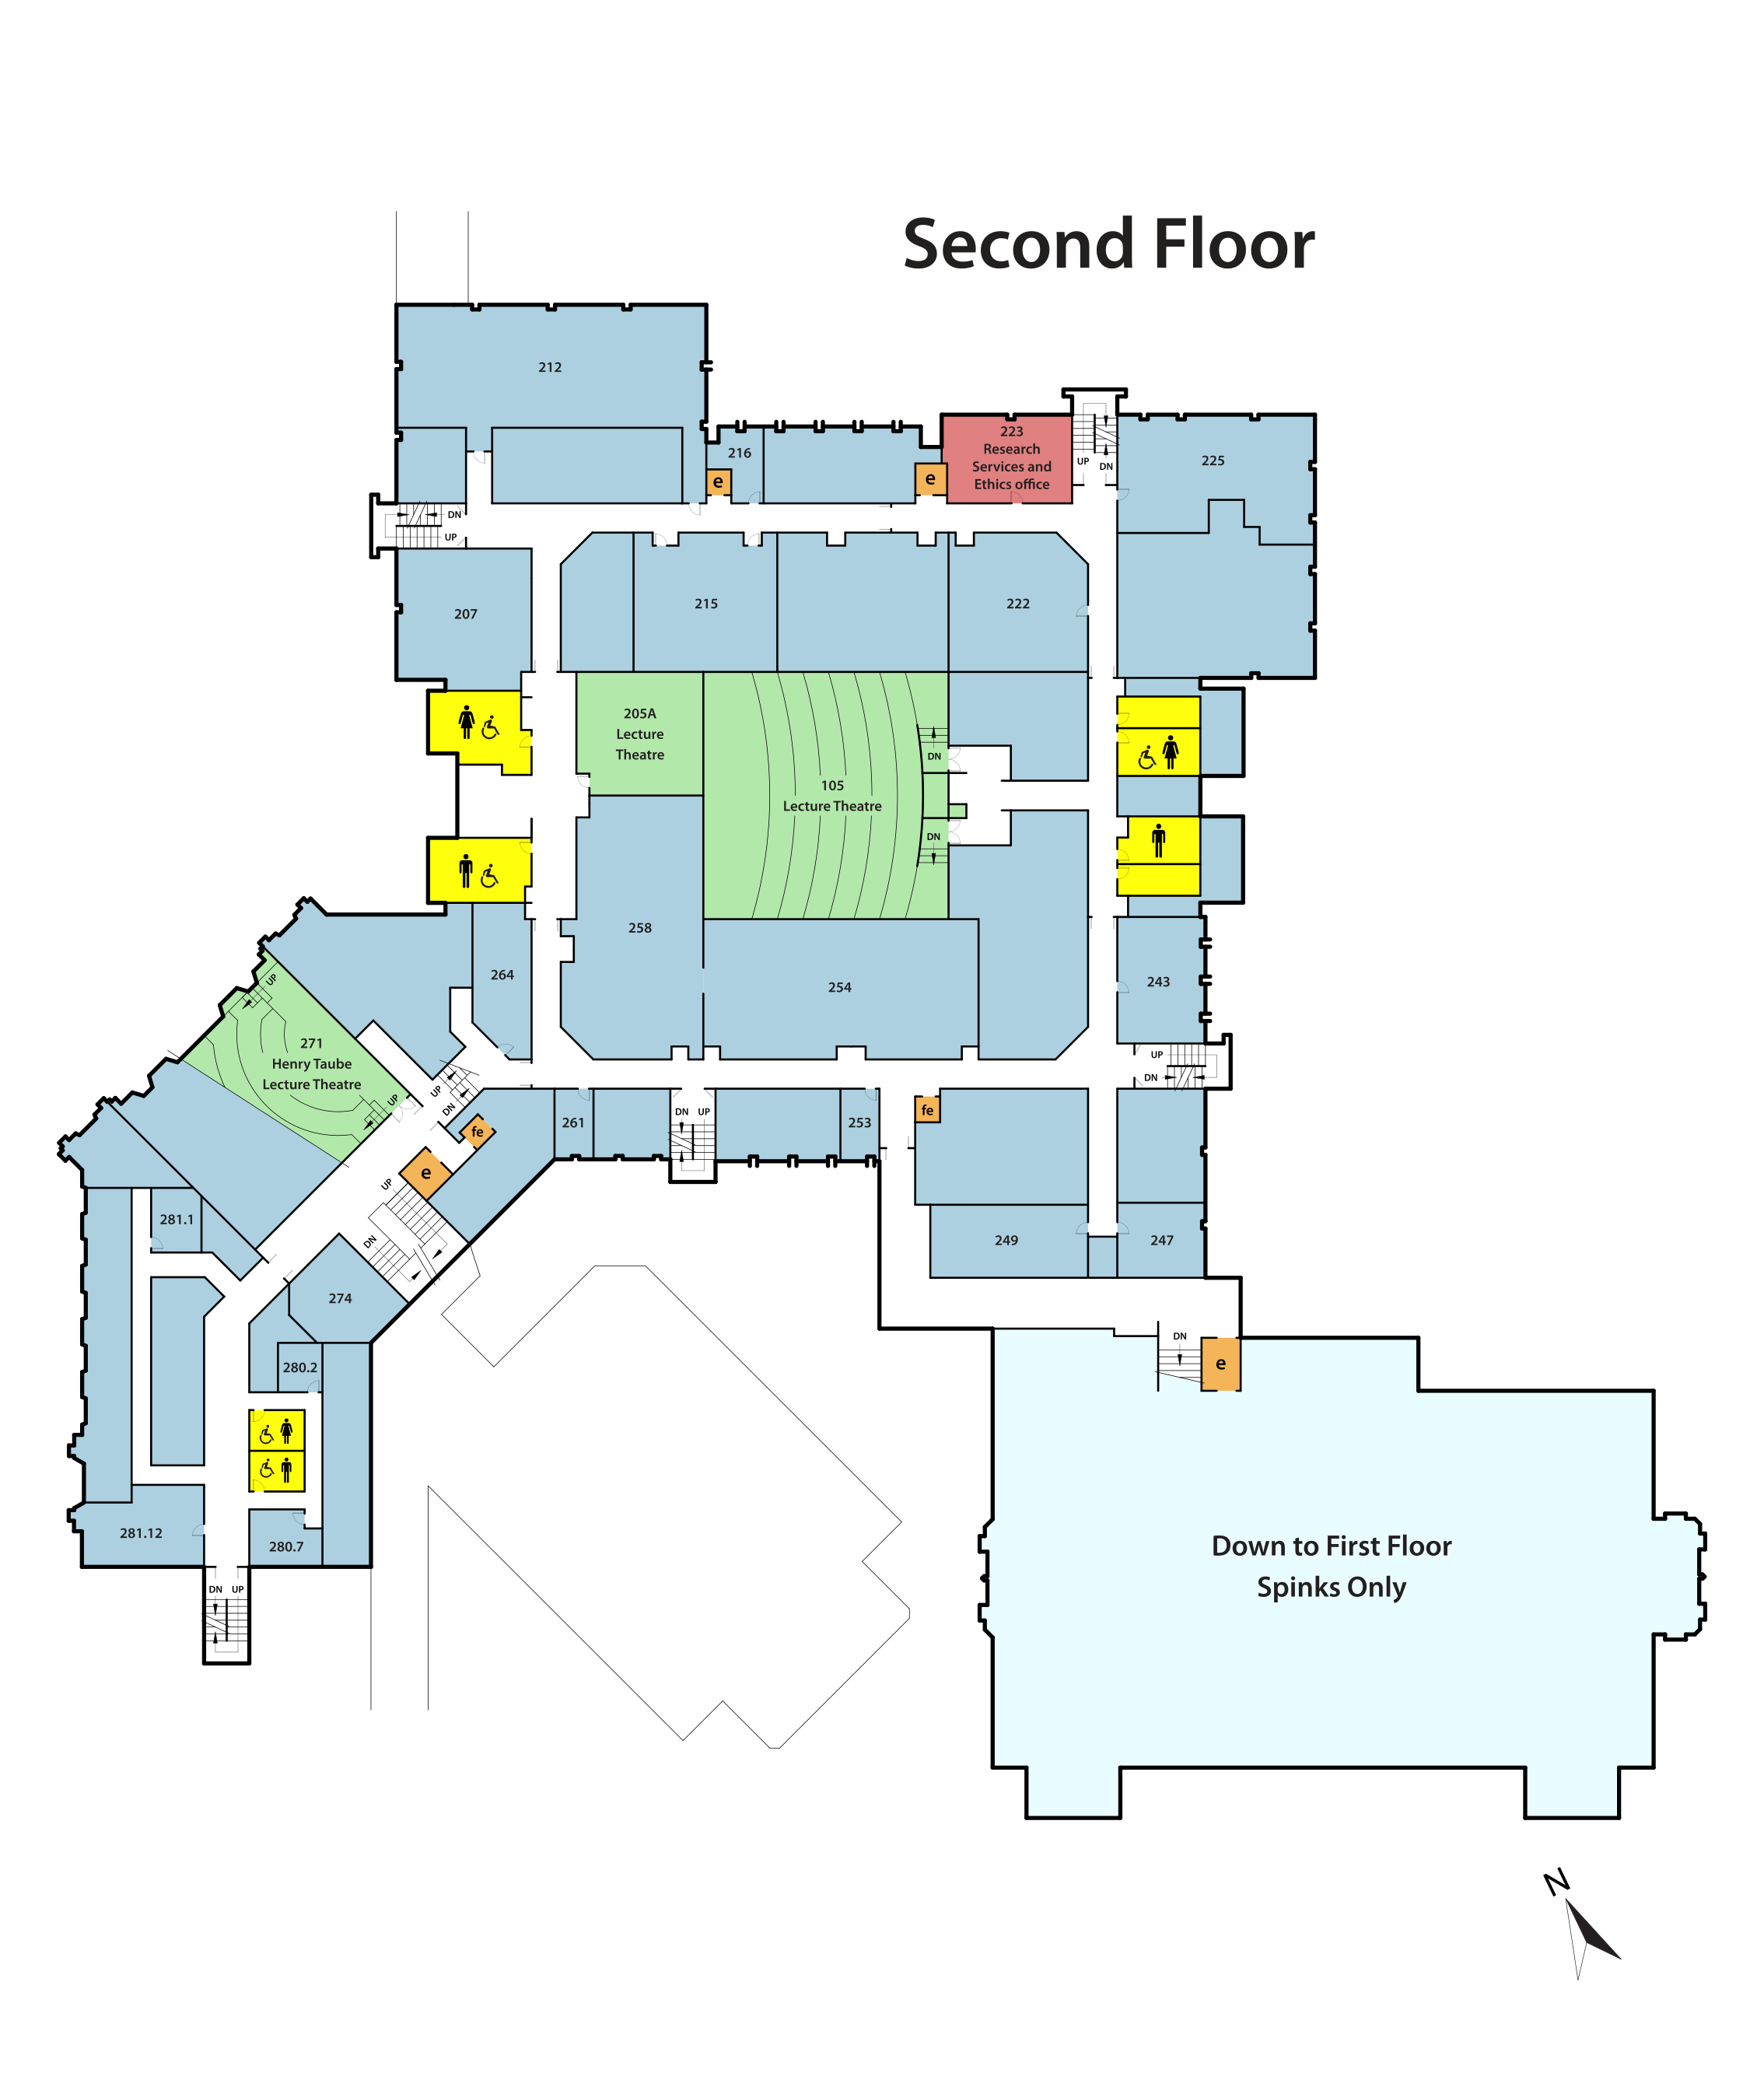 Second Floor
212
223
Research
Services and
Ethics office
216
e
e
UP
DN
225
DN
UP
207
215
222
205A
Lecture
Theatre
DN
105
Lecture Theatre
DN
258
264
254
243
UP
271
Henry Taube
Lecture Theatre
UP
UP
DN
UP
DN
fe
e
261
DN UP
253
fe
UP
DN
281.1
249
247
274
DN
e
280.2
281.12
280.7
DN UP
Down to First Floor
Spinks Only
N